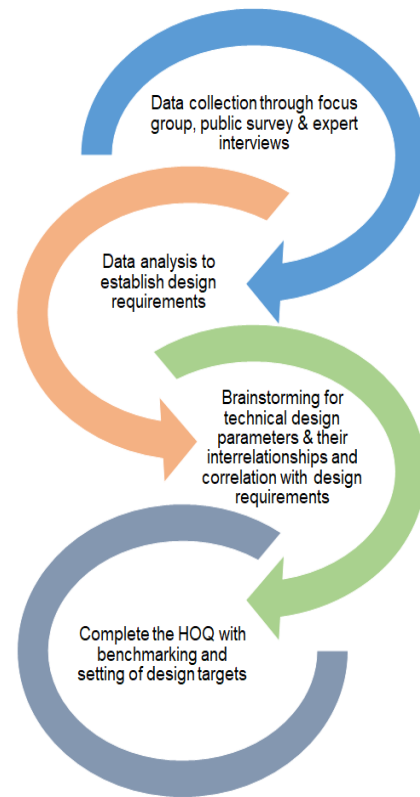 Data collection through focus
group, public survey & expert
interviews
Data analysis to
establish design
requirements
Brainstorming for
technical design
parameters & their
interrelationships and
correlation with design
requirements
Complete the HOQ with
benchmarking and
setting of design targets